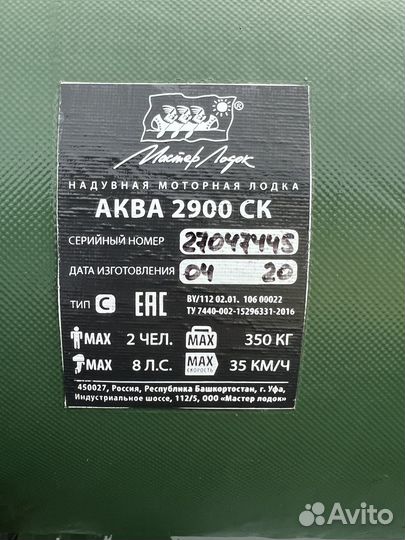 ®
Мастер Лодок
НАДУВНАЯ МОТОРНАЯ ЛОДКА
АКВА 2900 СК
СЕРИЙНЫЙ НОМЕР 27047445
ДАТА ИЗГОТОВЛЕНИЯ 04 20
ТИП C EAC BY/112 02.01. 106 00022
ТУ 7440-002-15296331-2016
MAX 2 ЧЕЛ. MAX 350 КГ
MAX 8 Л.С. MAX СКОРОСТЬ 35 КМ/Ч
450027, Россия, Республика Башкортостан, г. Уфа,
Индустриальное шоссе, 112/5, ООО «Мастер лодок»
Avito